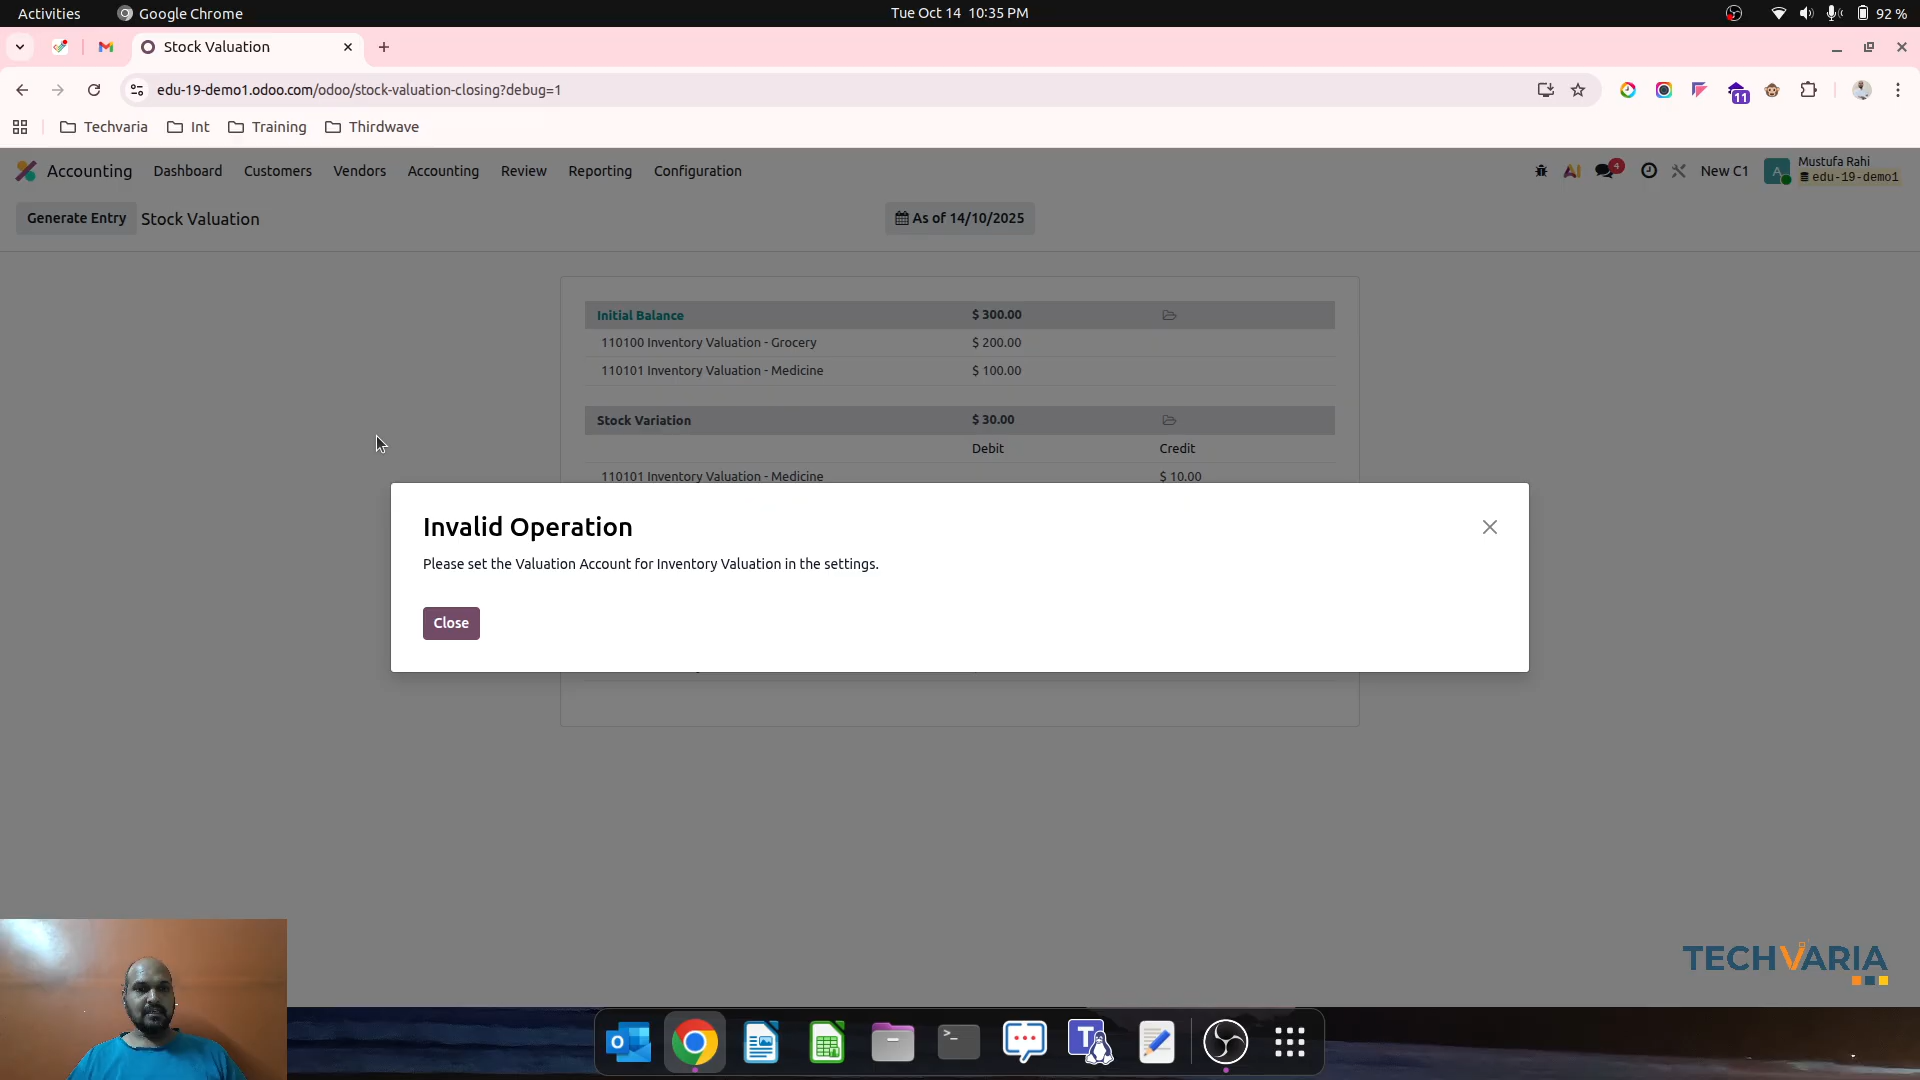 Activities
Google Chrome
Tue Oct 14 10:35 PM
92 %
Stock Valuation
edu-19-demo1.odoo.com/odoo/stock-valuation-closing?debug=1
11
Techvaria
Int
Training
Thirdwave
Accounting
Dashboard
Customers
Vendors
Accounting
Review
Reporting
Configuration
AI
4
New C1
A
Mustufa Rahi
edu-19-demo1
Generate Entry
Stock Valuation
As of 14/10/2025
Initial Balance $ 300.00
110100 Inventory Valuation - Grocery $ 200.00
110101 Inventory Valuation - Medicine $ 100.00
Stock Variation $ 30.00
Debit Credit
110101 Inventory Valuation - Medicine $ 10.00
Invalid Operation
Please set the Valuation Account for Inventory Valuation in the settings.
Close
TECHVARIA